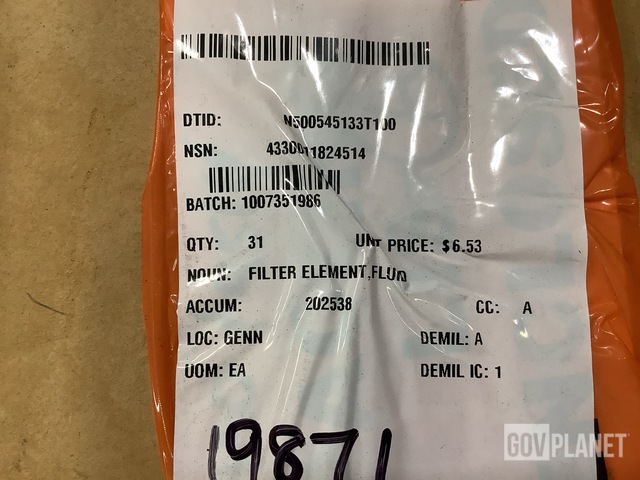 DTID: N500545133T100
NSN: 4330011824514
BATCH: 1007351986
QTY: 31 UNIT PRICE: $6.53
NOUN: FILTER ELEMENT,FLUID
ACCUM: 202538 CC: A
LOC: GENN DEMIL: A
UOM: EA DEMIL IC: 1
19871
GOVPLANET